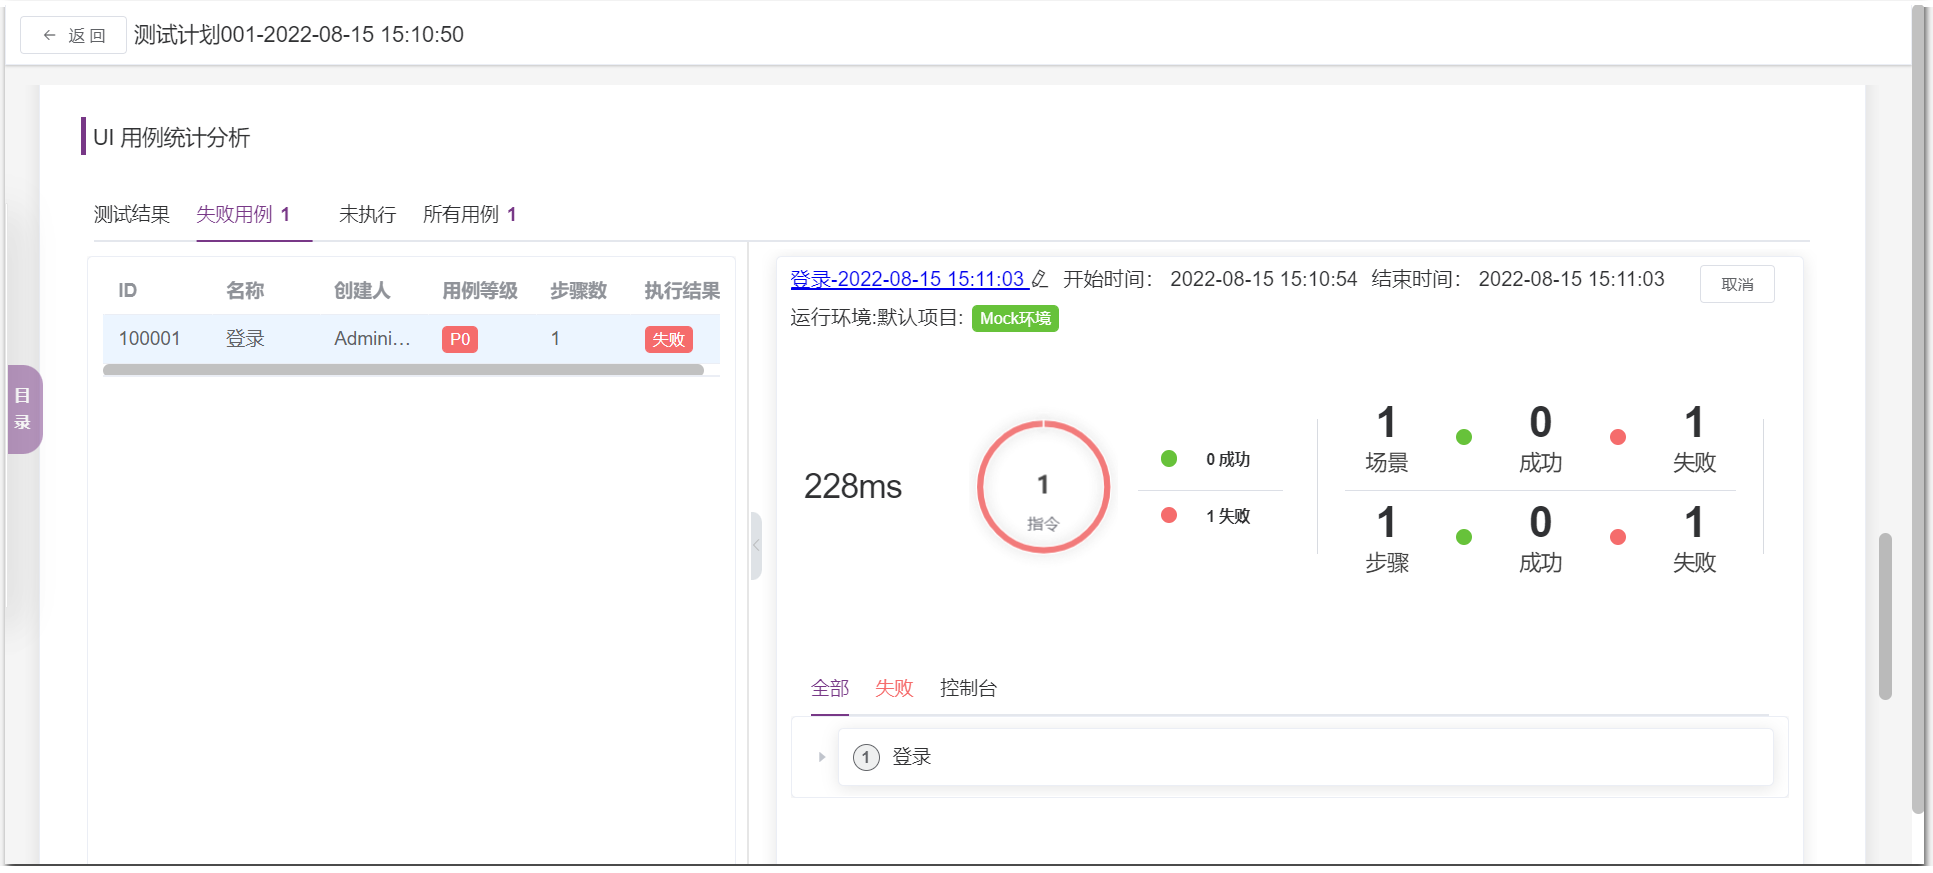 ← 返 回 测试计划001-2022-08-15 15:10:50
UI 用例统计分析
测试结果 失败用例 1 未执行 所有用例 1
ID 名称 创建人 用例等级 步骤数 执行结果
100001 登录 Admini... P0 1 失败
目录
登录-2022-08-15 15:11:03 开始时间： 2022-08-15 15:10:54 结束时间： 2022-08-15 15:11:03 取消
运行环境:默认项目: Mock环境
228ms
1
指令
0 成功
1 失败
1 0 1
场景 成功 失败
1 0 1
步骤 成功 失败
全部 失败 控制台
1 登录